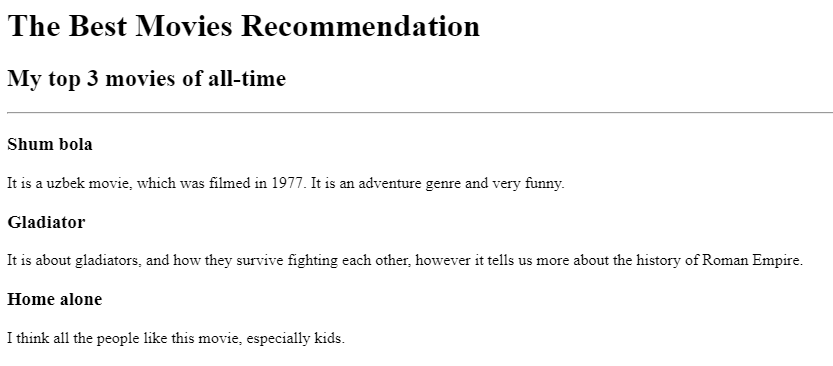 The Best Movies Recommendation
My top 3 movies of all-time
Shum bola
It is a uzbek movie, which was filmed in 1977. It is an adventure genre and very funny.
Gladiator
It is about gladiators, and how they survive fighting each other, however it tells us more about the history of Roman Empire.
Home alone
I think all the people like this movie, especially kids.